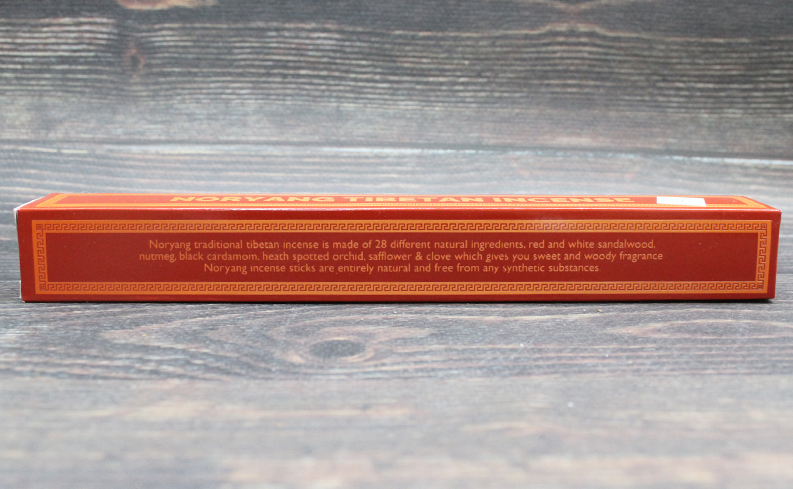 NORYANG TIBETAN INCENSE
Noryang traditional tibetan incense is made of 28 different natural ingredients, red and white sandalwood,
nutmeg, black cardamom, heath spotted orchid, safflower & clove which gives you sweet and woody fragrance
Noryang incense sticks are entirely natural and free from any synthetic substances